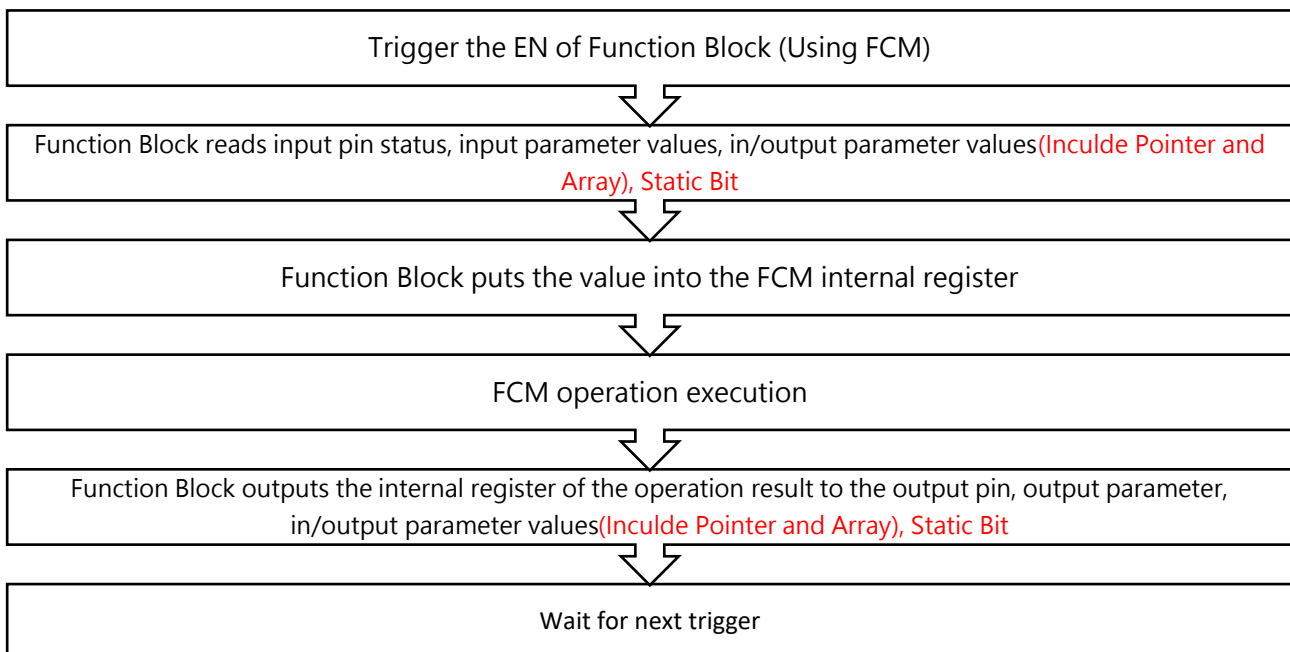 Trigger the EN of Function Block (Using FCM)
Function Block reads input pin status, input parameter values, in/output parameter values(Inculde Pointer and
Array), Static Bit
Function Block puts the value into the FCM internal register
FCM operation execution
Function Block outputs the internal register of the operation result to the output pin, output parameter,
in/output parameter values(Inculde Pointer and Array), Static Bit
Wait for next trigger